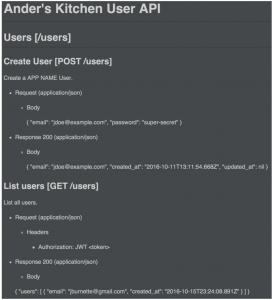 Ander's Kitchen User API
Users [/users]
Create User [POST /users]
Create a APP NAME User.
Request (application/json)
Body
{ "email": "jdoe@example.com", "password": "super-secret" }
Response 200 (application/json)
Body
{ "email": "jdoe@example.com", "created_at": "2016-10-11T13:11:54.668Z", "updated_at": nil }
List users [GET /users]
List all users.
Request (application/json)
Headers
Authorization: JWT <token>
Response 200 (application/json)
Body
{ "users": [ { "email": "jburnette@gmail.com", "created_at": "2016-10-15T23:24:08.891Z" } ] }